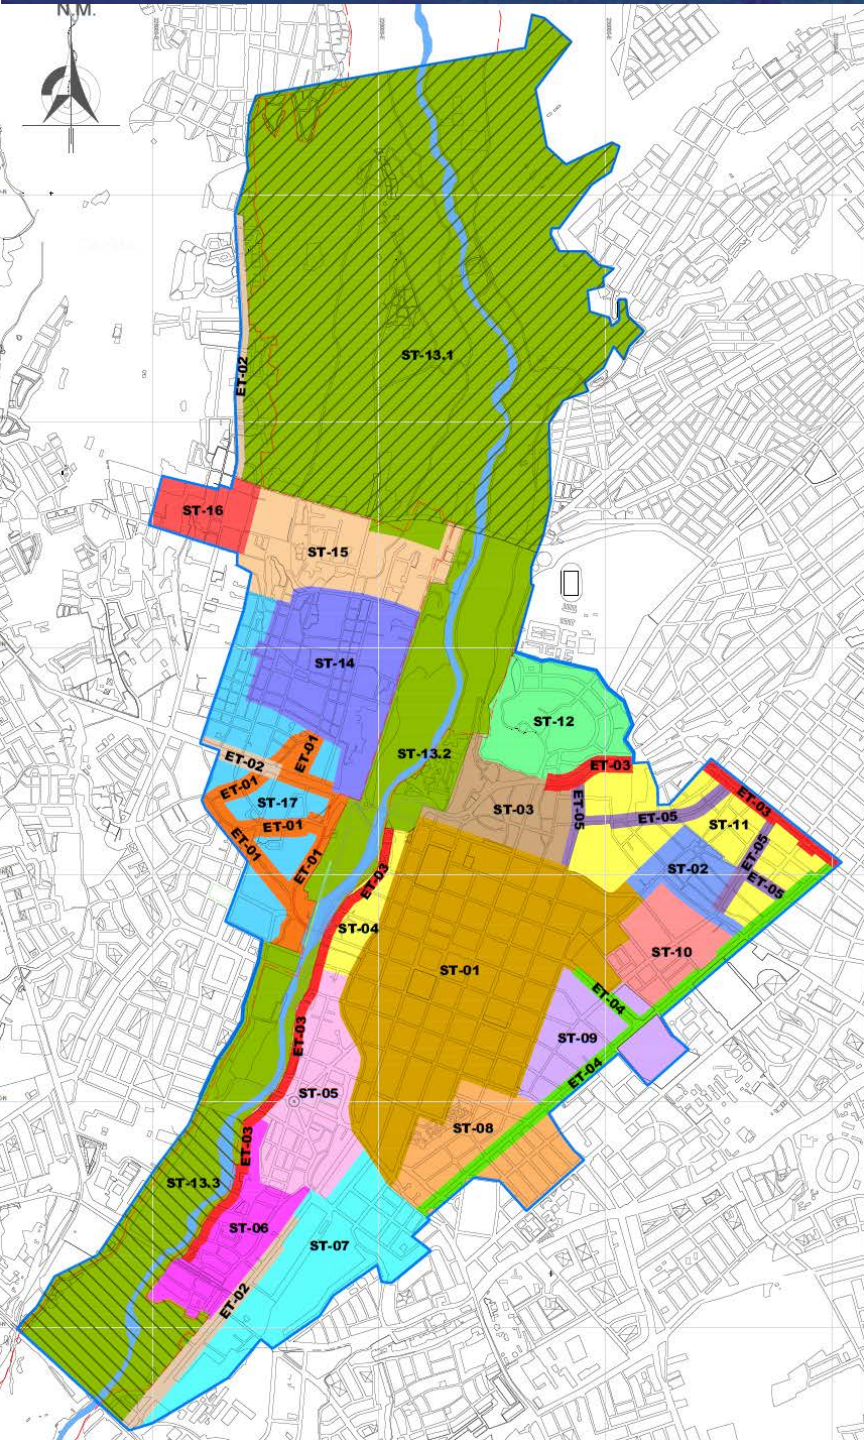 N.M.
ST-13.1
ET-02
ST-16
ST-15
ST-14
ST-12
ET-01
ST-13.2
ET-02
ET-03
ET-03
ET-01
ST-17
ST-03
ET-05
ET-05
ST-11
ET-01
ET-01
ET-05
ET-01
ST-02
ET-03
ET-05
ST-04
ST-10
ST-01
ET-04
ET-03
ST-09
ET-04
ST-05
ST-08
ET-03
ST-13.3
ST-06
ST-07
ET-02